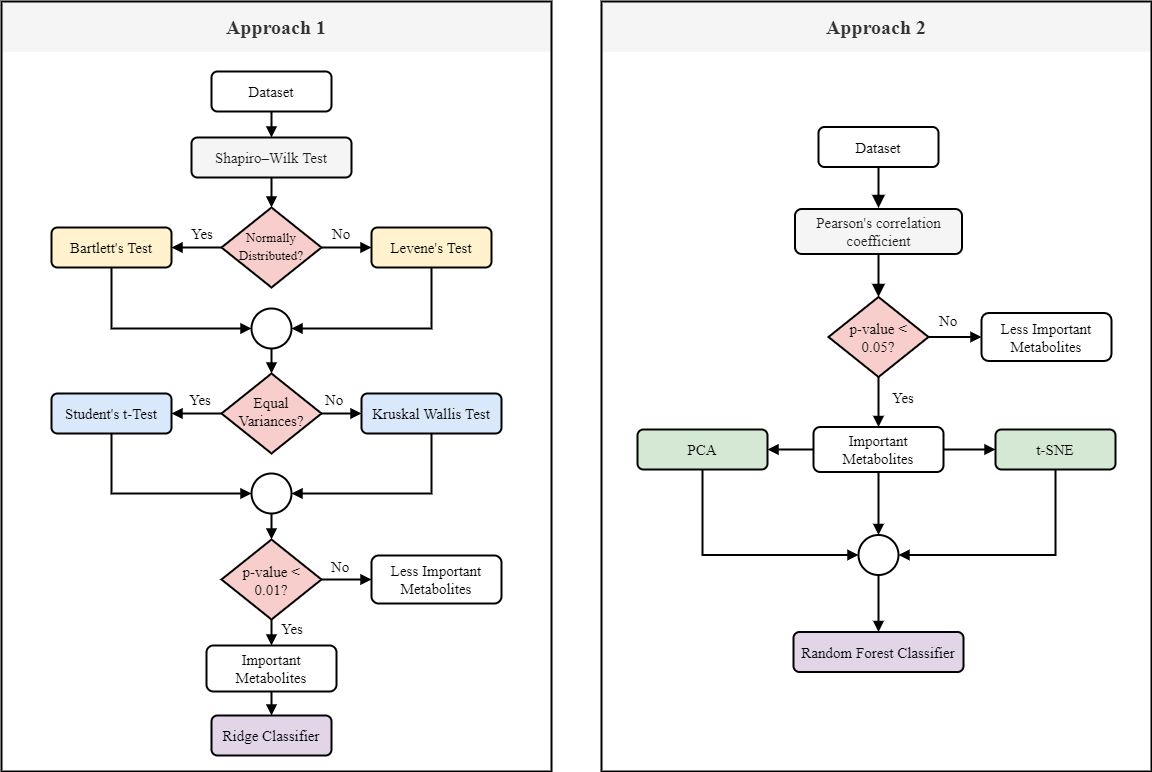 Approach 1
Dataset
Shapiro–Wilk Test
Normally
Distributed?
Yes
No
Bartlett's Test
Levene's Test
Equal
Variances?
Yes
No
Student's t-Test
Kruskal Wallis Test
p-value <
0.01?
No
Less Important
Metabolites
Yes
Important
Metabolites
Ridge Classifier
Approach 2
Dataset
Pearson's correlation
coefficient
p-value <
0.05?
No
Less Important
Metabolites
Yes
PCA
Important
Metabolites
t-SNE
Random Forest Classifier